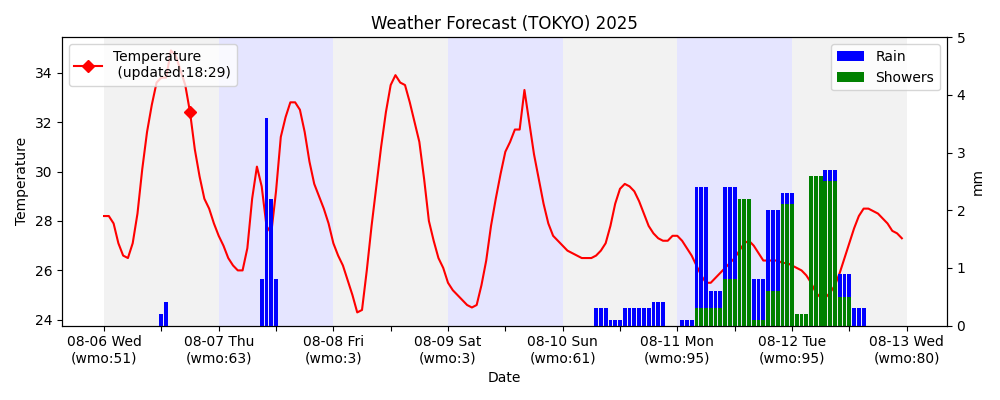 Weather Forecast (TOKYO) 2025
Temperature
(updated:18:29)
Rain
Showers
Temperature
34
32
30
28
26
24
5
4
3
2
1
0
mm
08-06 Wed
(wmo:51)
08-07 Thu
(wmo:63)
08-08 Fri
(wmo:3)
08-09 Sat
(wmo:3)
08-10 Sun
(wmo:61)
08-11 Mon
(wmo:95)
08-12 Tue
(wmo:95)
08-13 Wed
(wmo:80)
Date